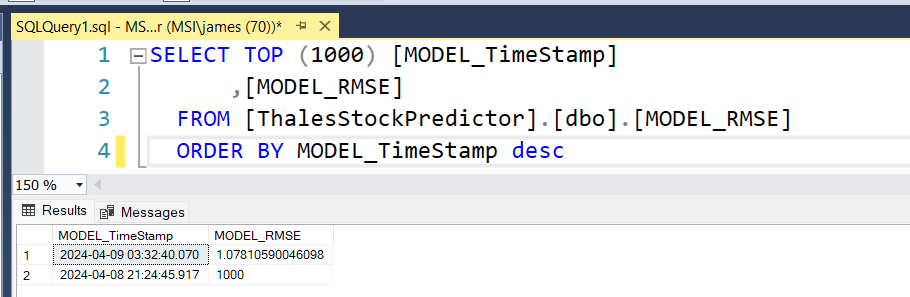 SQLQuery1.sql - MS...r (MSI\james (70))*
1 SELECT TOP (1000) [MODEL_TimeStamp]
2 ,[MODEL_RMSE]
3 FROM [ThalesStockPredictor].[dbo].[MODEL_RMSE]
4 ORDER BY MODEL_TimeStamp desc
150 %
Results Messages
MODEL_TimeStamp MODEL_RMSE
1 2024-04-09 03:32:40.070 1.07810590046098
2 2024-04-08 21:24:45.917 1000